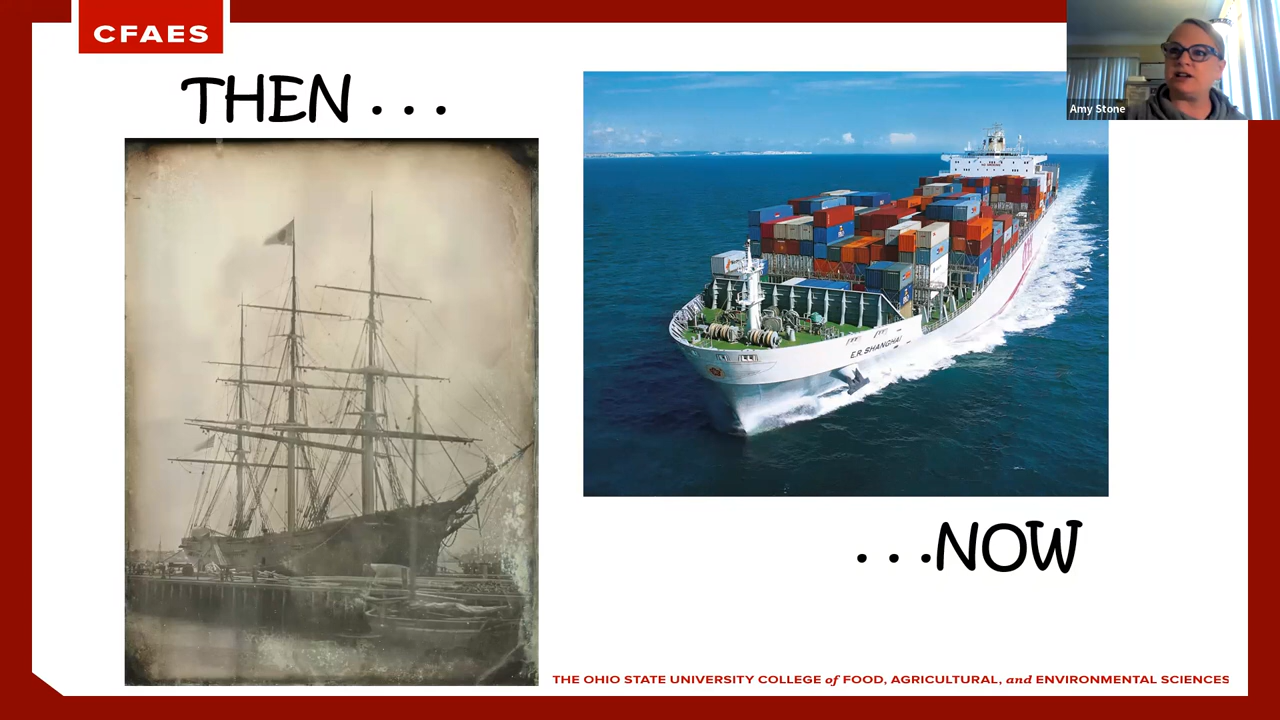 CFAES
THEN . . .
Amy Stone
E.R. SHANGHAI
. . .NOW
THE OHIO STATE UNIVERSITY COLLEGE of FOOD, AGRICULTURAL, and ENVIRONMENTAL SCIENCES